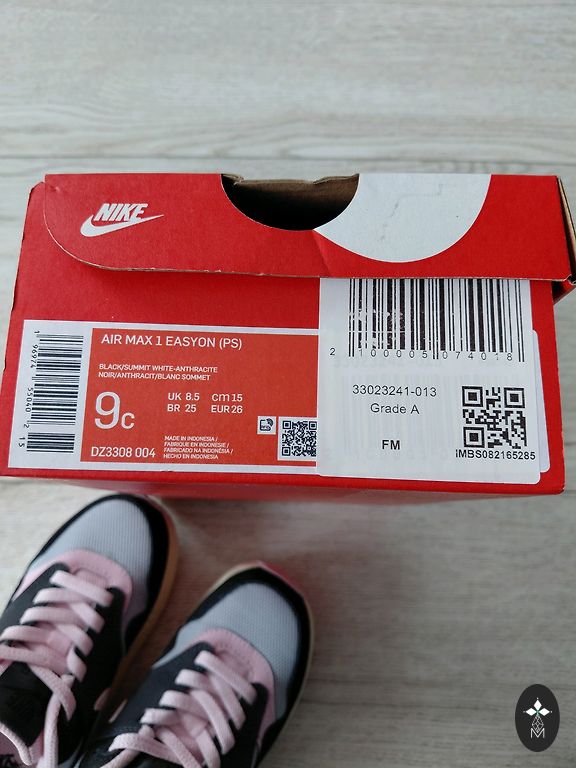 NIKE
AIR MAX 1 EASYON (PS)
BLACK/SUMMIT WHITE-ANTHRACITE
NOIR/ANTHRACIT/BLANC SOMMET
9c
UK 8.5 cm 15
BR 25 EUR 26
DZ3308 004
MADE IN INDONESIA /
FABRIQUE EN INDONESIE /
FABRICADO NA INDONÉSIA /
HECHO EN INDONESIA
2 100005 074018
33023241-013
Grade A
FM
iMBS082165285
M